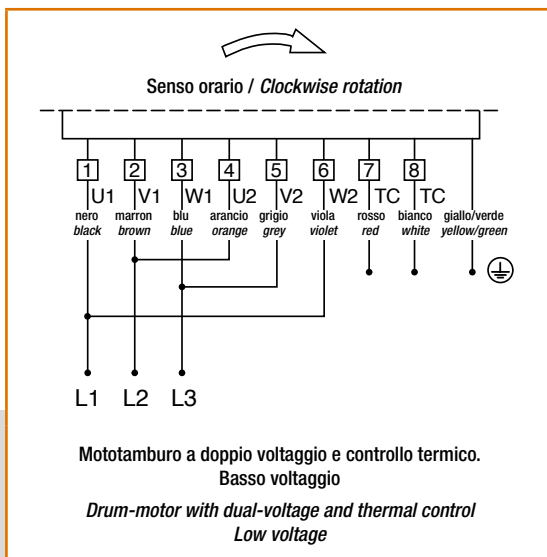 Senso orario / Clockwise rotation
1 2 3 4 5 6 7 8
U1 V1 W1 U2 V2 W2 TC TC
nero marron blu arancio grigio viola rosso bianco giallo/verde
black brown blue orange grey violet red white yellow/green
L1 L2 L3
Mototamburo a doppio voltaggio e controllo termico.
Basso voltaggio
Drum-motor with dual-voltage and thermal control
Low voltage